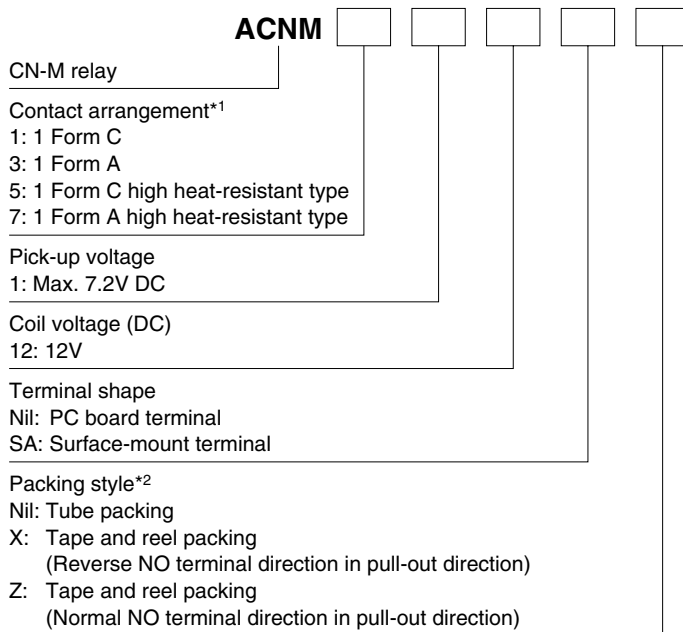 ACNM
CN-M relay
Contact arrangement*1
1: 1 Form C
3: 1 Form A
5: 1 Form C high heat-resistant type
7: 1 Form A high heat-resistant type
Pick-up voltage
1: Max. 7.2V DC
Coil voltage (DC)
12: 12V
Terminal shape
Nil: PC board terminal
SA: Surface-mount terminal
Packing style*2
Nil: Tube packing
X: Tape and reel packing
(Reverse NO terminal direction in pull-out direction)
Z: Tape and reel packing
(Normal NO terminal direction in pull-out direction)